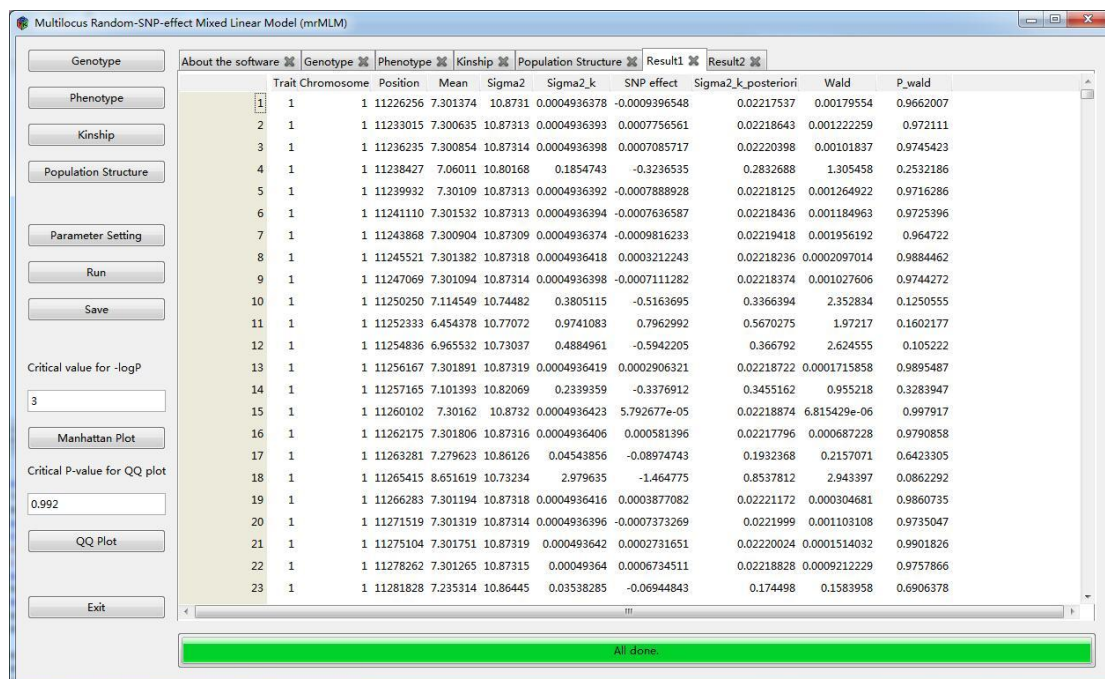 Multilocus Random-SNP-effect Mixed Linear Model (mrMLM)
Genotype
Phenotype
Kinship
Population Structure
Parameter Setting
Run
Save
Critical value for -logP
3
Manhattan Plot
Critical P-value for QQ plot
0.992
QQ Plot
Exit
About the software Genotype Phenotype Kinship Population Structure Result1 Result2
Trait Chromosome Position Mean Sigma2 Sigma2_k SNP effect Sigma2_k_posteriori Wald P_wald
1 1 1 11226256 7.301374 10.8731 0.0004936378 -0.0009396548 0.02217537 0.00179554 0.9662007
2 1 1 11233015 7.300635 10.87313 0.0004936393 0.0007756561 0.02218643 0.001222259 0.972111
3 1 1 11236235 7.300854 10.87314 0.0004936398 0.0007085717 0.02220398 0.00101837 0.9745423
4 1 1 11238427 7.06011 10.80168 0.1854743 -0.3236535 0.2832688 1.305458 0.2532186
5 1 1 11239932 7.30109 10.87313 0.0004936392 -0.0007888928 0.02218125 0.001264922 0.9716286
6 1 1 11241110 7.301532 10.87313 0.0004936394 -0.0007636587 0.02218436 0.001184963 0.9725396
7 1 1 11243868 7.300904 10.87309 0.0004936374 -0.0009816233 0.02219418 0.001956192 0.964722
8 1 1 11245521 7.301382 10.87318 0.0004936418 0.0003212243 0.02218236 0.0002097014 0.9884462
9 1 1 11247069 7.301094 10.87314 0.0004936398 -0.0007111282 0.02218374 0.001027606 0.9744272
10 1 1 11250250 7.114549 10.74482 0.3805115 -0.5163695 0.3366394 2.352834 0.1250555
11 1 1 11252333 6.454378 10.77072 0.9741083 0.7962992 0.5670275 1.97217 0.1602177
12 1 1 11254836 6.965532 10.73037 0.4884961 -0.5942205 0.366792 2.624555 0.105222
13 1 1 11256167 7.301891 10.87319 0.0004936419 0.0002906321 0.02218722 0.0001715858 0.9895487
14 1 1 11257165 7.101393 10.82069 0.2339359 -0.3376912 0.3455162 0.955218 0.3283947
15 1 1 11260102 7.30162 10.8732 0.0004936423 5.792677e-05 0.02218874 6.815429e-06 0.997917
16 1 1 11262175 7.301806 10.87316 0.0004936406 0.000581396 0.02217796 0.000687228 0.9790858
17 1 1 11263281 7.279623 10.86126 0.04543856 -0.08974743 0.1932368 0.2157071 0.6423305
18 1 1 11265415 8.651619 10.73234 2.979635 -1.464775 0.8537812 2.943397 0.0862292
19 1 1 11266283 7.301194 10.87318 0.0004936416 0.0003877082 0.02221172 0.000304681 0.9860735
20 1 1 11271519 7.301319 10.87314 0.0004936396 -0.0007373269 0.0221999 0.001103108 0.9735047
21 1 1 11275104 7.301751 10.87319 0.000493642 0.0002731651 0.02220024 0.0001514032 0.9901826
22 1 1 11278262 7.301265 10.87315 0.00049364 0.0006734511 0.02218828 0.0009212229 0.9757866
23 1 1 11281828 7.235314 10.86445 0.03538285 -0.06944843 0.174498 0.1583958 0.6906378
All done.